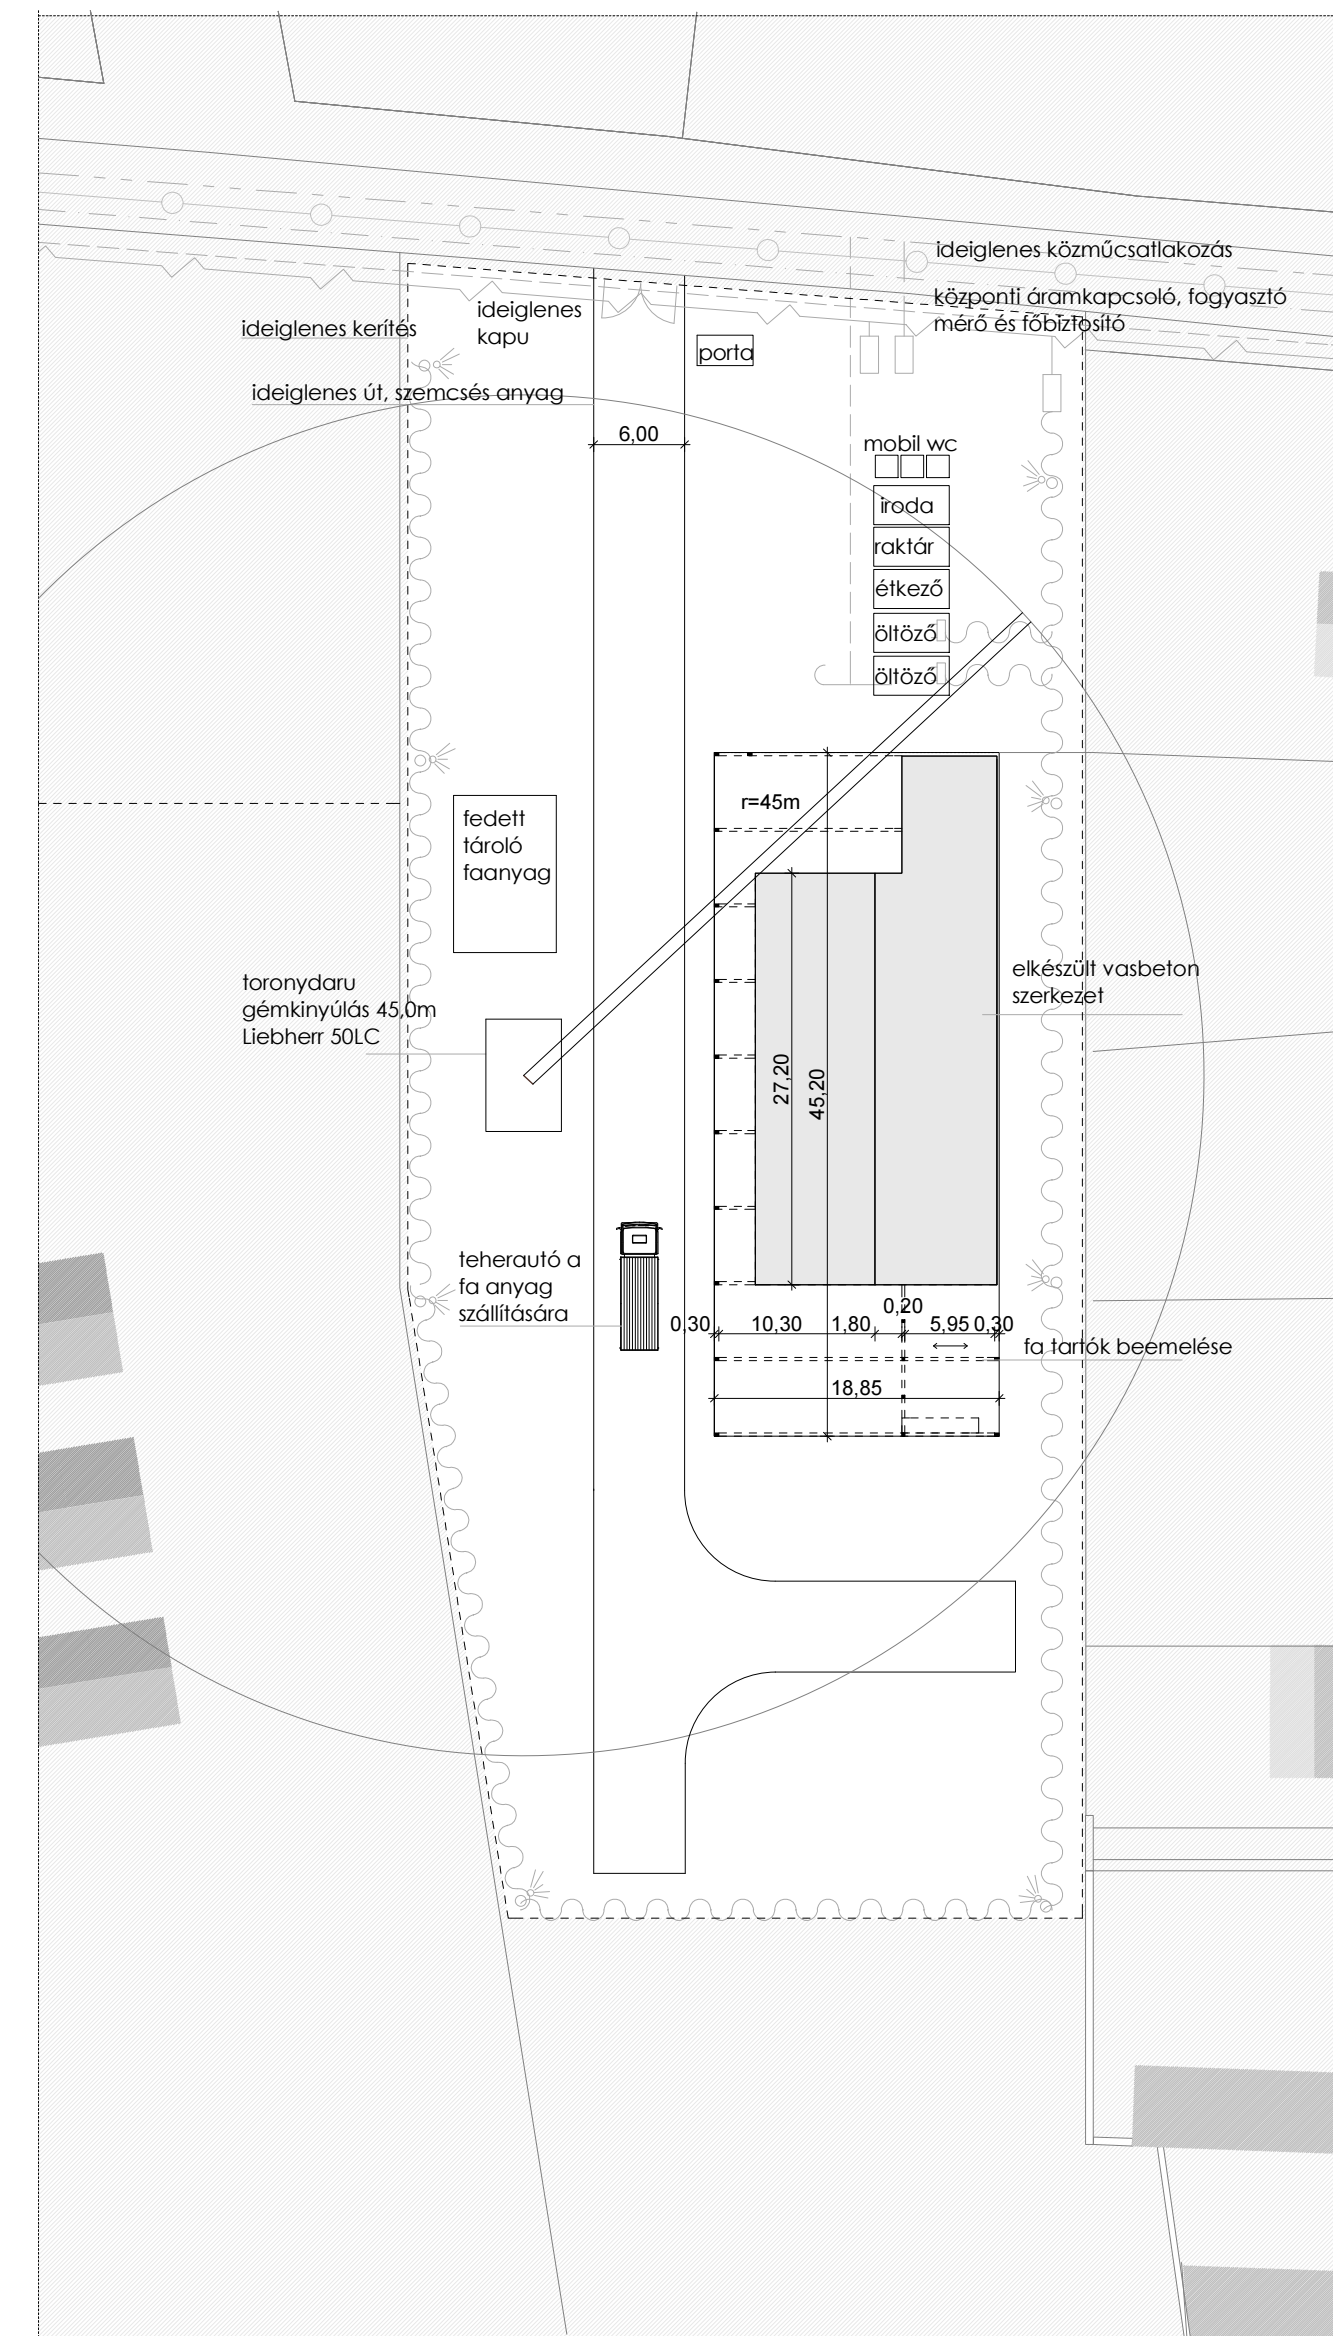 ideiglenes közműcsatlakozás
központi áramkapcsoló, fogyasztó
mérő és főbiztosító
ideiglenes
kapu
ideiglenes kerítés
porta
ideiglenes út, szemcsés anyag
6,00
mobil wc
iroda
raktár
étkező
öltöző
öltöző
r=45m
fedett
tároló
faanyag
toronydaru
gémkinyúlás 45,0m
Liebherr 50LC
elkészült vasbeton
szerkezet
27,20
45,20
teherautó a
fa anyag
szállítására
0,20
0,30
10,30
1,80
5,95
0,30
fa tartók beemelése
18,85